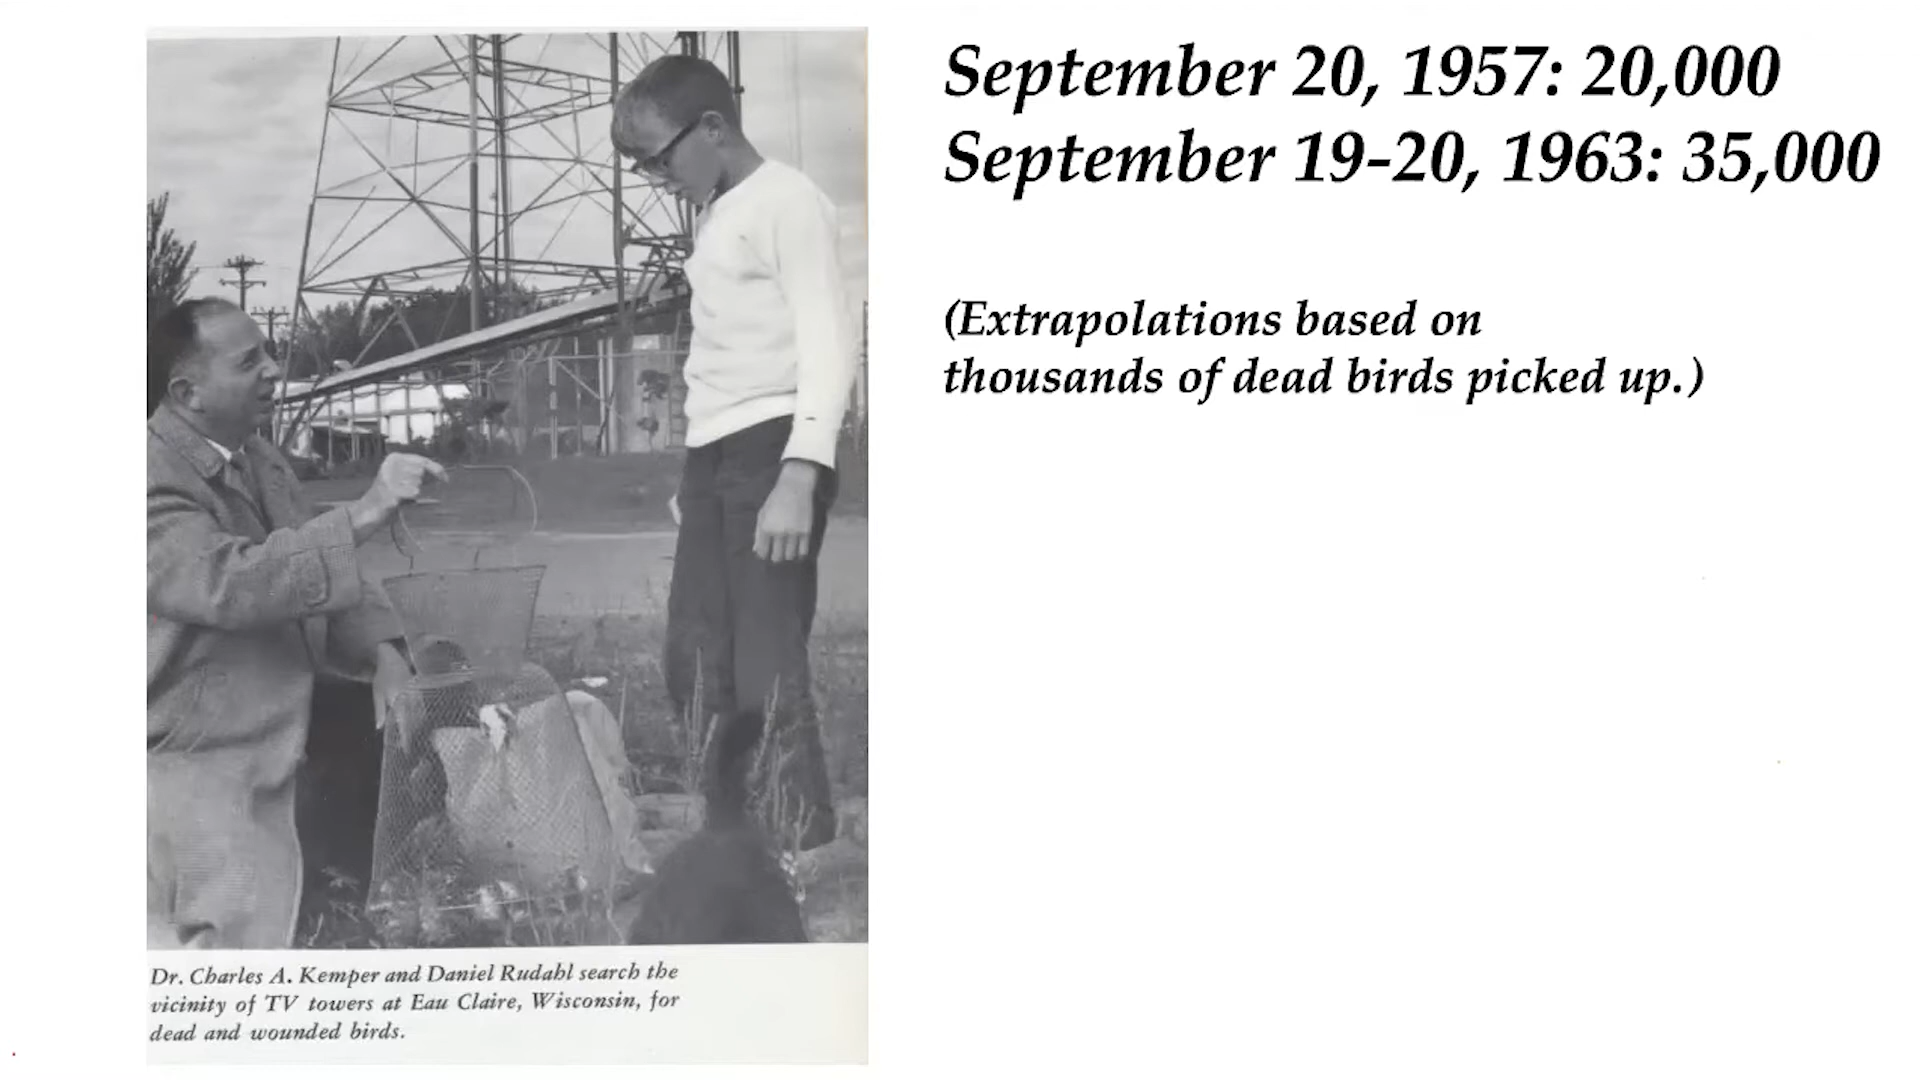 September 20, 1957: 20,000
September 19-20, 1963: 35,000
(Extrapolations based on
thousands of dead birds picked up.)
Dr. Charles A. Kemper and Daniel Rudahl search the
vicinity of TV towers at Eau Claire, Wisconsin, for
dead and wounded birds.